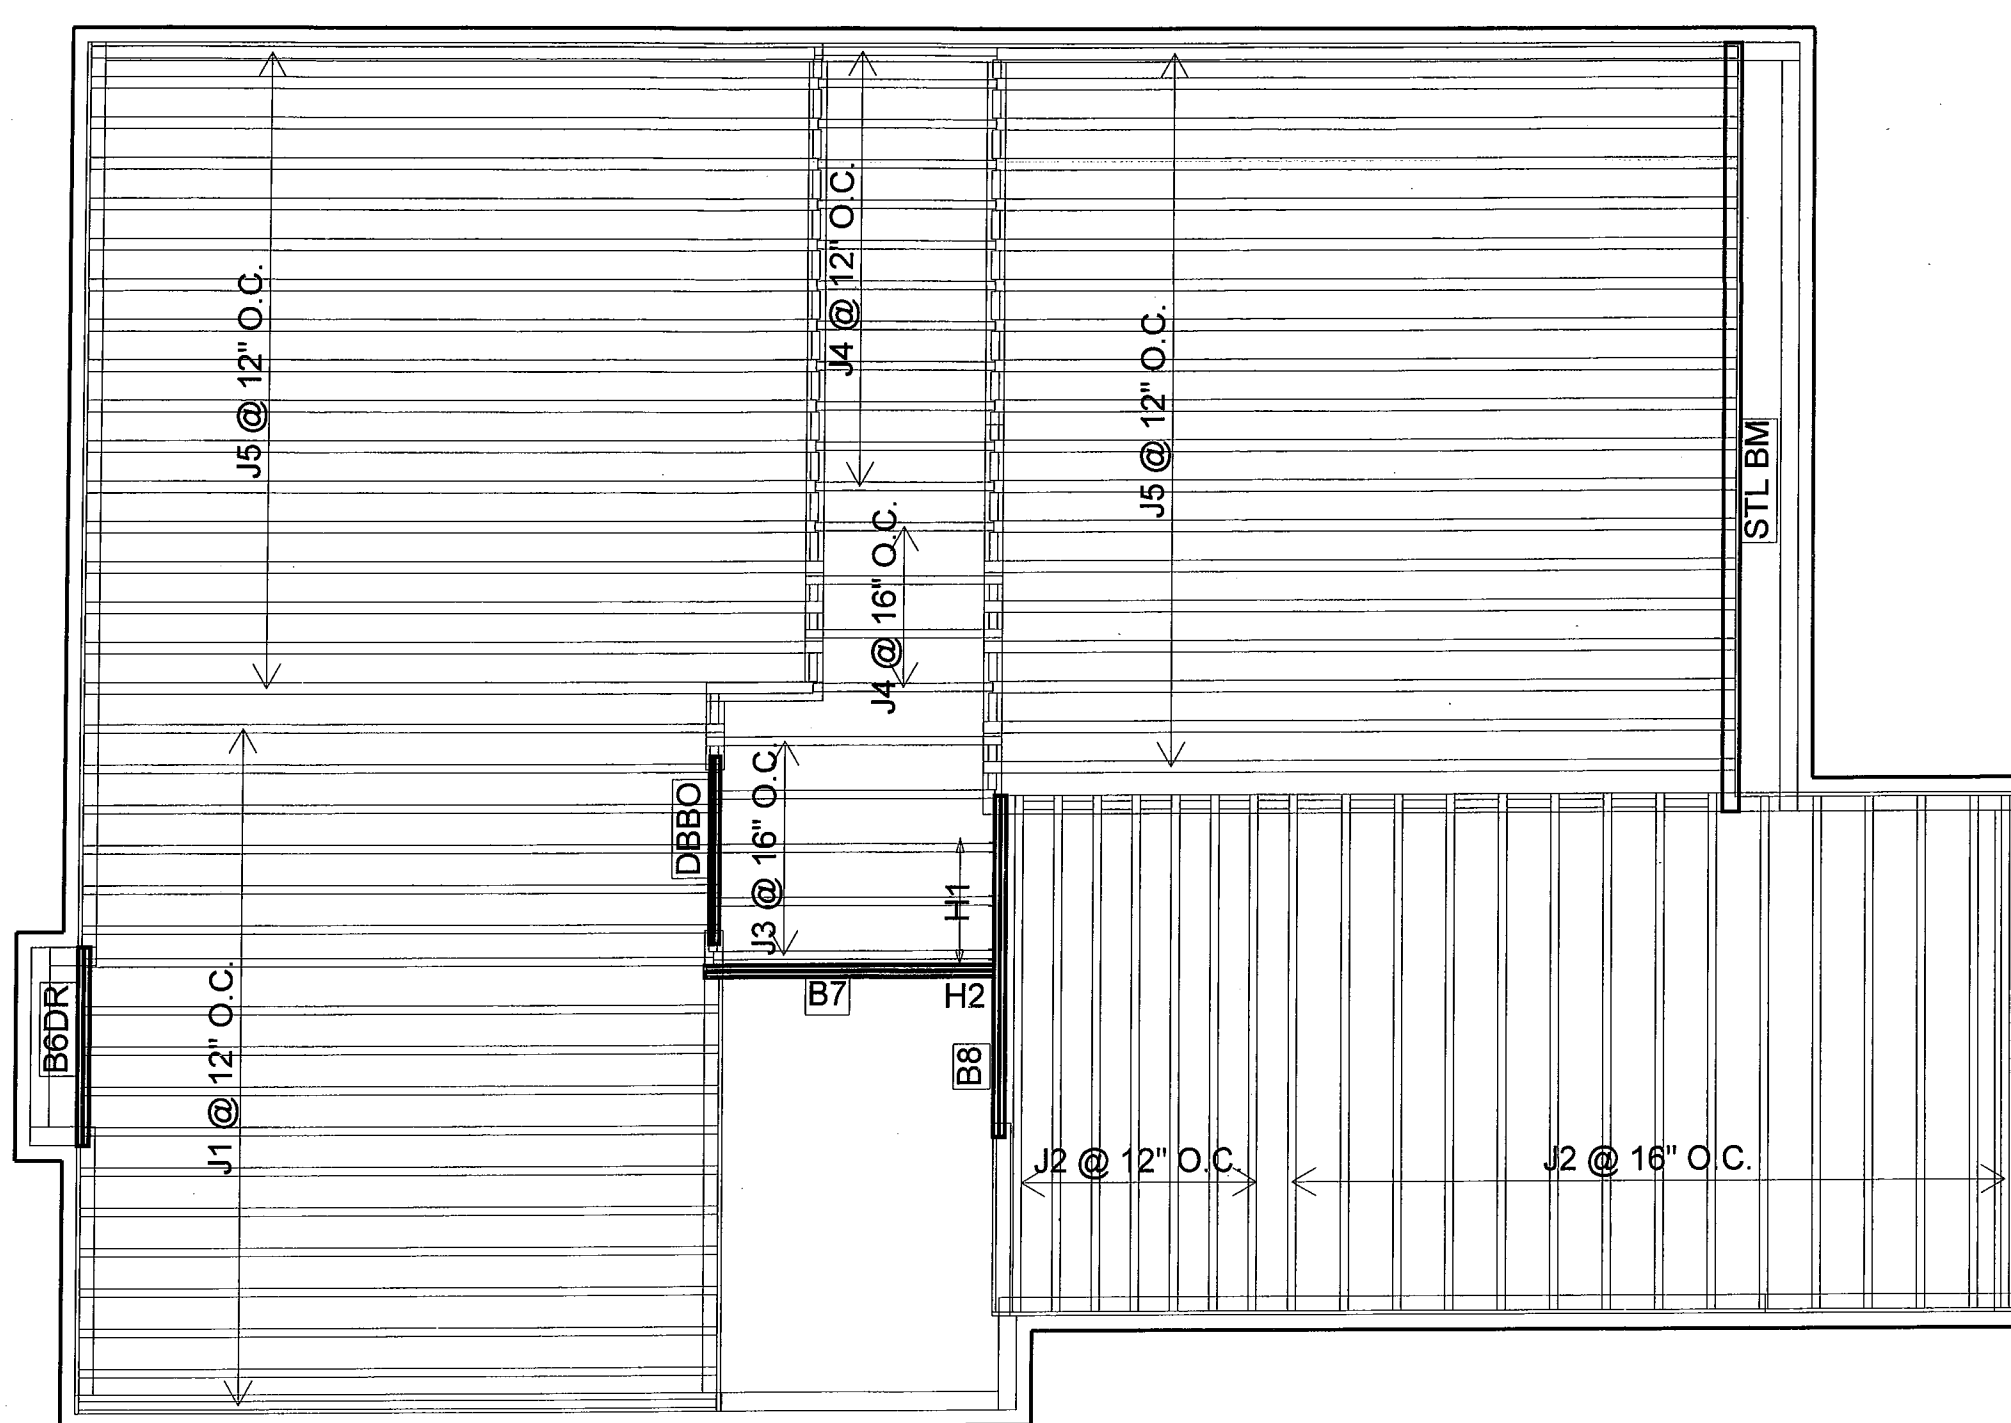 J5 @ 12" O.C.
J4 @ 12" O.C.
J5 @ 12" O.C.
STL BM
J4 @ 16" O.C.
DBBO
J3 @ 16" O.C.
H1
B6DR
J1 @ 12" O.C.
B7
H2
B8
J2 @ 12" O.C.
J2 @ 16" O.C.